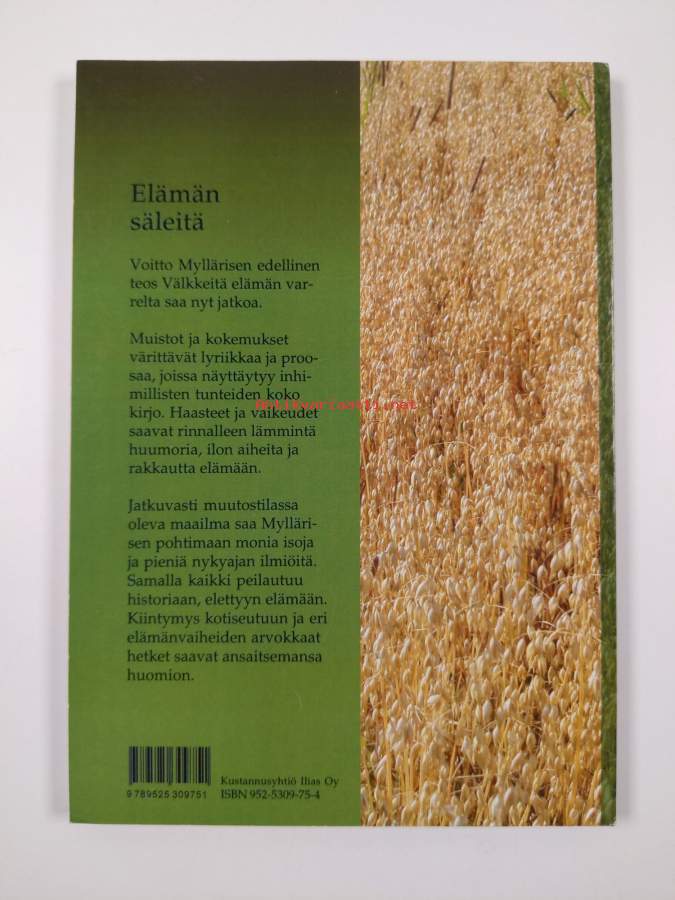 Elämän
säleitä
Voitto Myllärisen edellinen
teos Välkkeitä elämän var-
relta saa nyt jatkoa.
Muistot ja kokemukset
värittävät lyriikkaa ja proo-
saa, joissa näyttäytyy inhi-
millisten tunteiden koko
kirjo. Haasteet ja vaikeudet
saavat rinnalleen lämmintä
huumoria, ilon aiheita ja
rakkautta elämään.
Jatkuvasti muutostilassa
oleva maailma saa Mylläri-
sen pohtimaan monia isoja
ja pieniä nykyajan ilmiöitä.
Samalla kaikki peilautuu
historiaan, elettyyn elämään.
Kiintymys kotiseutuun ja eri
elämänvaiheiden arvokkaat
hetket saavat ansaitsemansa
huomion.
9 789525 309751
Kustannusyhtiö Ilias Oy
ISBN 952-5309-75-4